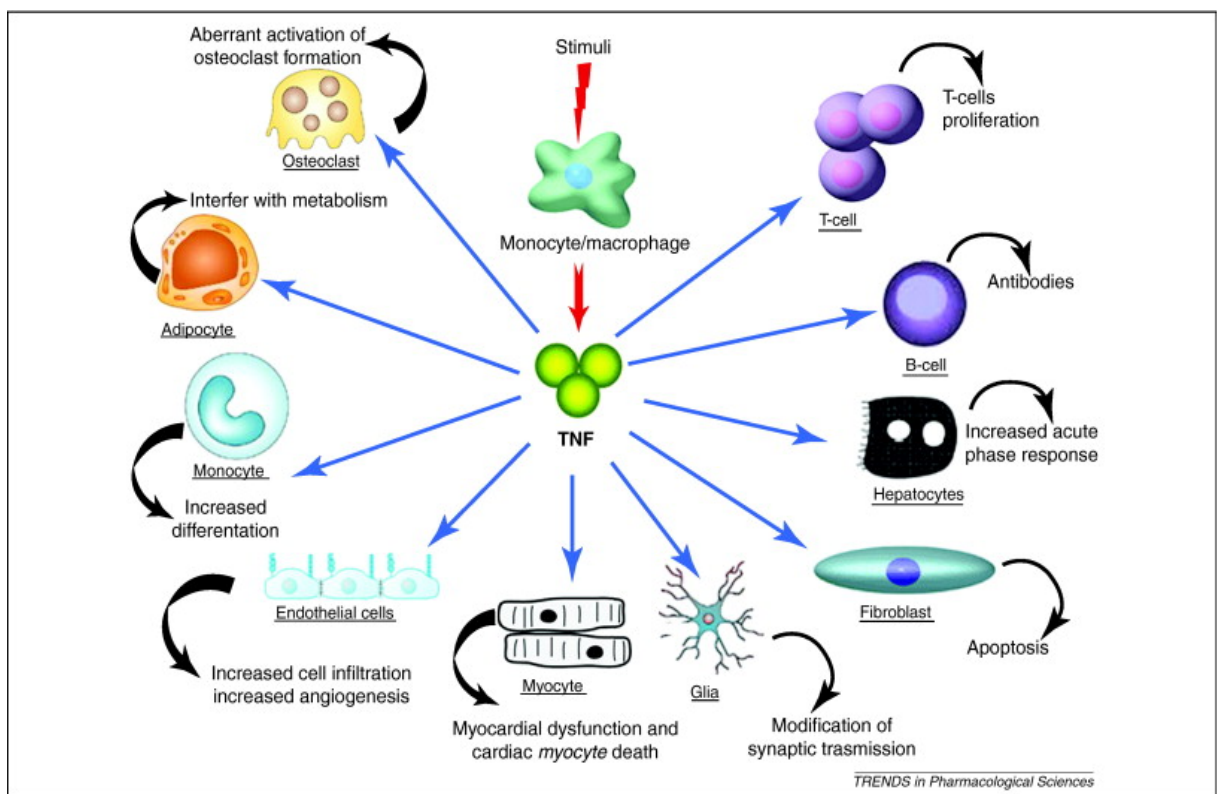 Aberrant activation of
osteoclast formation
Osteoclast
Stimuli
Monocyte/macrophage
T-cells
proliferation
T-cell
Interfer with metabolism
Adipocyte
Antibodies
B-cell
TNF
Monocyte
Increased
differentation
Increased acute
phase response
Hepatocytes
Endothelial cells
Increased cell infiltration
increased angiogenesis
Myocyte
Myocardial dysfunction and
cardiac myocyte death
Glia
Modification of
synaptic trasmission
Fibroblast
Apoptosis
TRENDS in Pharmacological Sciences